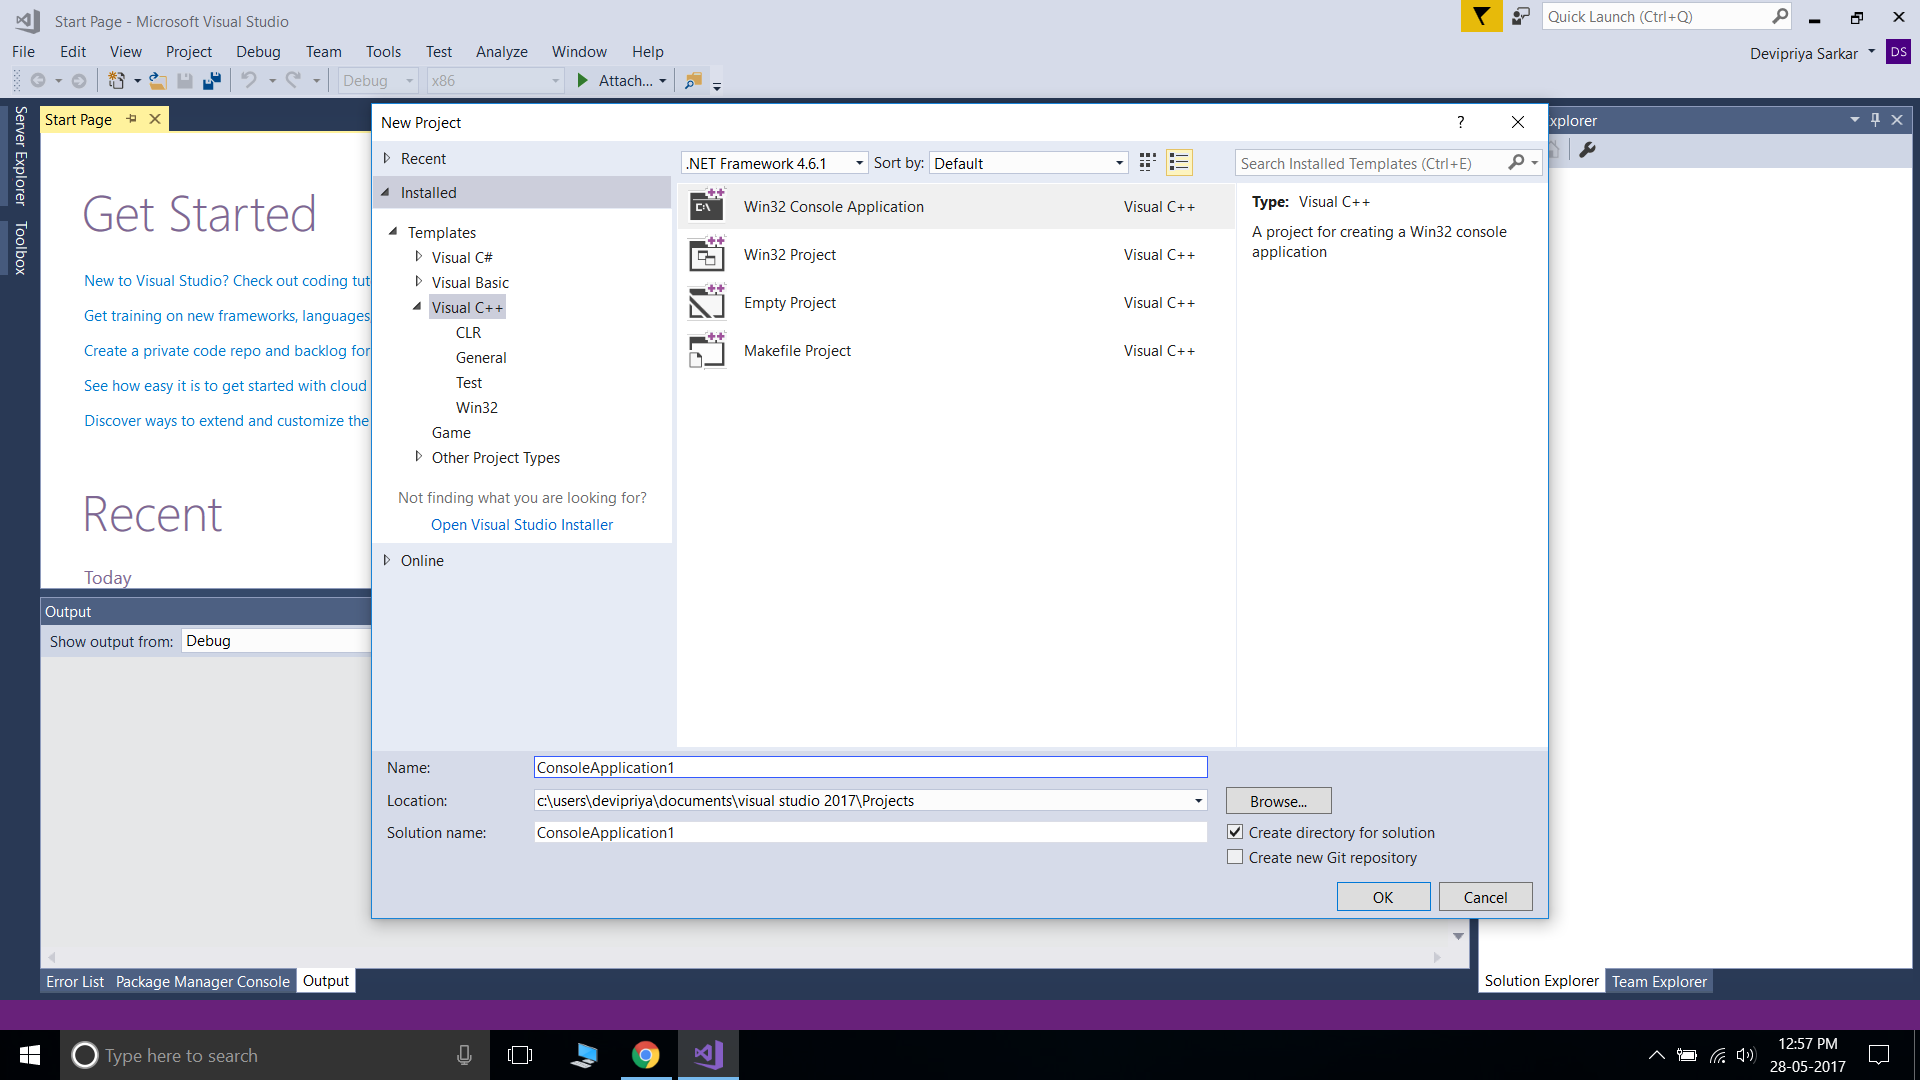 Start Page - Microsoft Visual Studio
Quick Launch (Ctrl+Q)
File Edit View Project Debug Team Tools Test Analyze Window Help
Devipriya Sarkar DS
Debug x86 Attach...
Server Explorer
Toolbox
Start Page
Get Started
New to Visual Studio? Check out coding tut
Get training on new frameworks, languages,
Create a private code repo and backlog for
See how easy it is to get started with cloud
Discover ways to extend and customize the
Recent
Today
Output
Show output from: Debug
Error List Package Manager Console Output
New Project ?
Recent
Installed
Templates
Visual C#
Visual Basic
Visual C++
CLR
General
Test
Win32
Game
Other Project Types
Not finding what you are looking for?
Open Visual Studio Installer
Online
.NET Framework 4.6.1 Sort by: Default
Search Installed Templates (Ctrl+E)
C:\ Win32 Console Application Visual C++
Win32 Project Visual C++
Empty Project Visual C++
Makefile Project Visual C++
Type: Visual C++
A project for creating a Win32 console
application
Name: ConsoleApplication1
Location: c:\users\devipriya\documents\visual studio 2017\Projects Browse...
Solution name: ConsoleApplication1
Create directory for solution
Create new Git repository
OK Cancel
xplorer
Solution Explorer Team Explorer
Type here to search
12:57 PM
28-05-2017